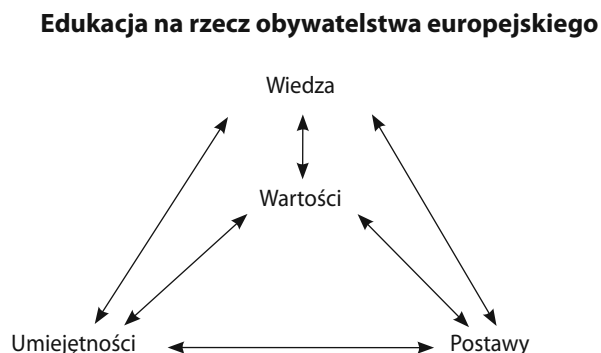 Edukacja na rzecz obywatelstwa europejskiego
Wiedza
Wartości
Umiejętności
Postawy